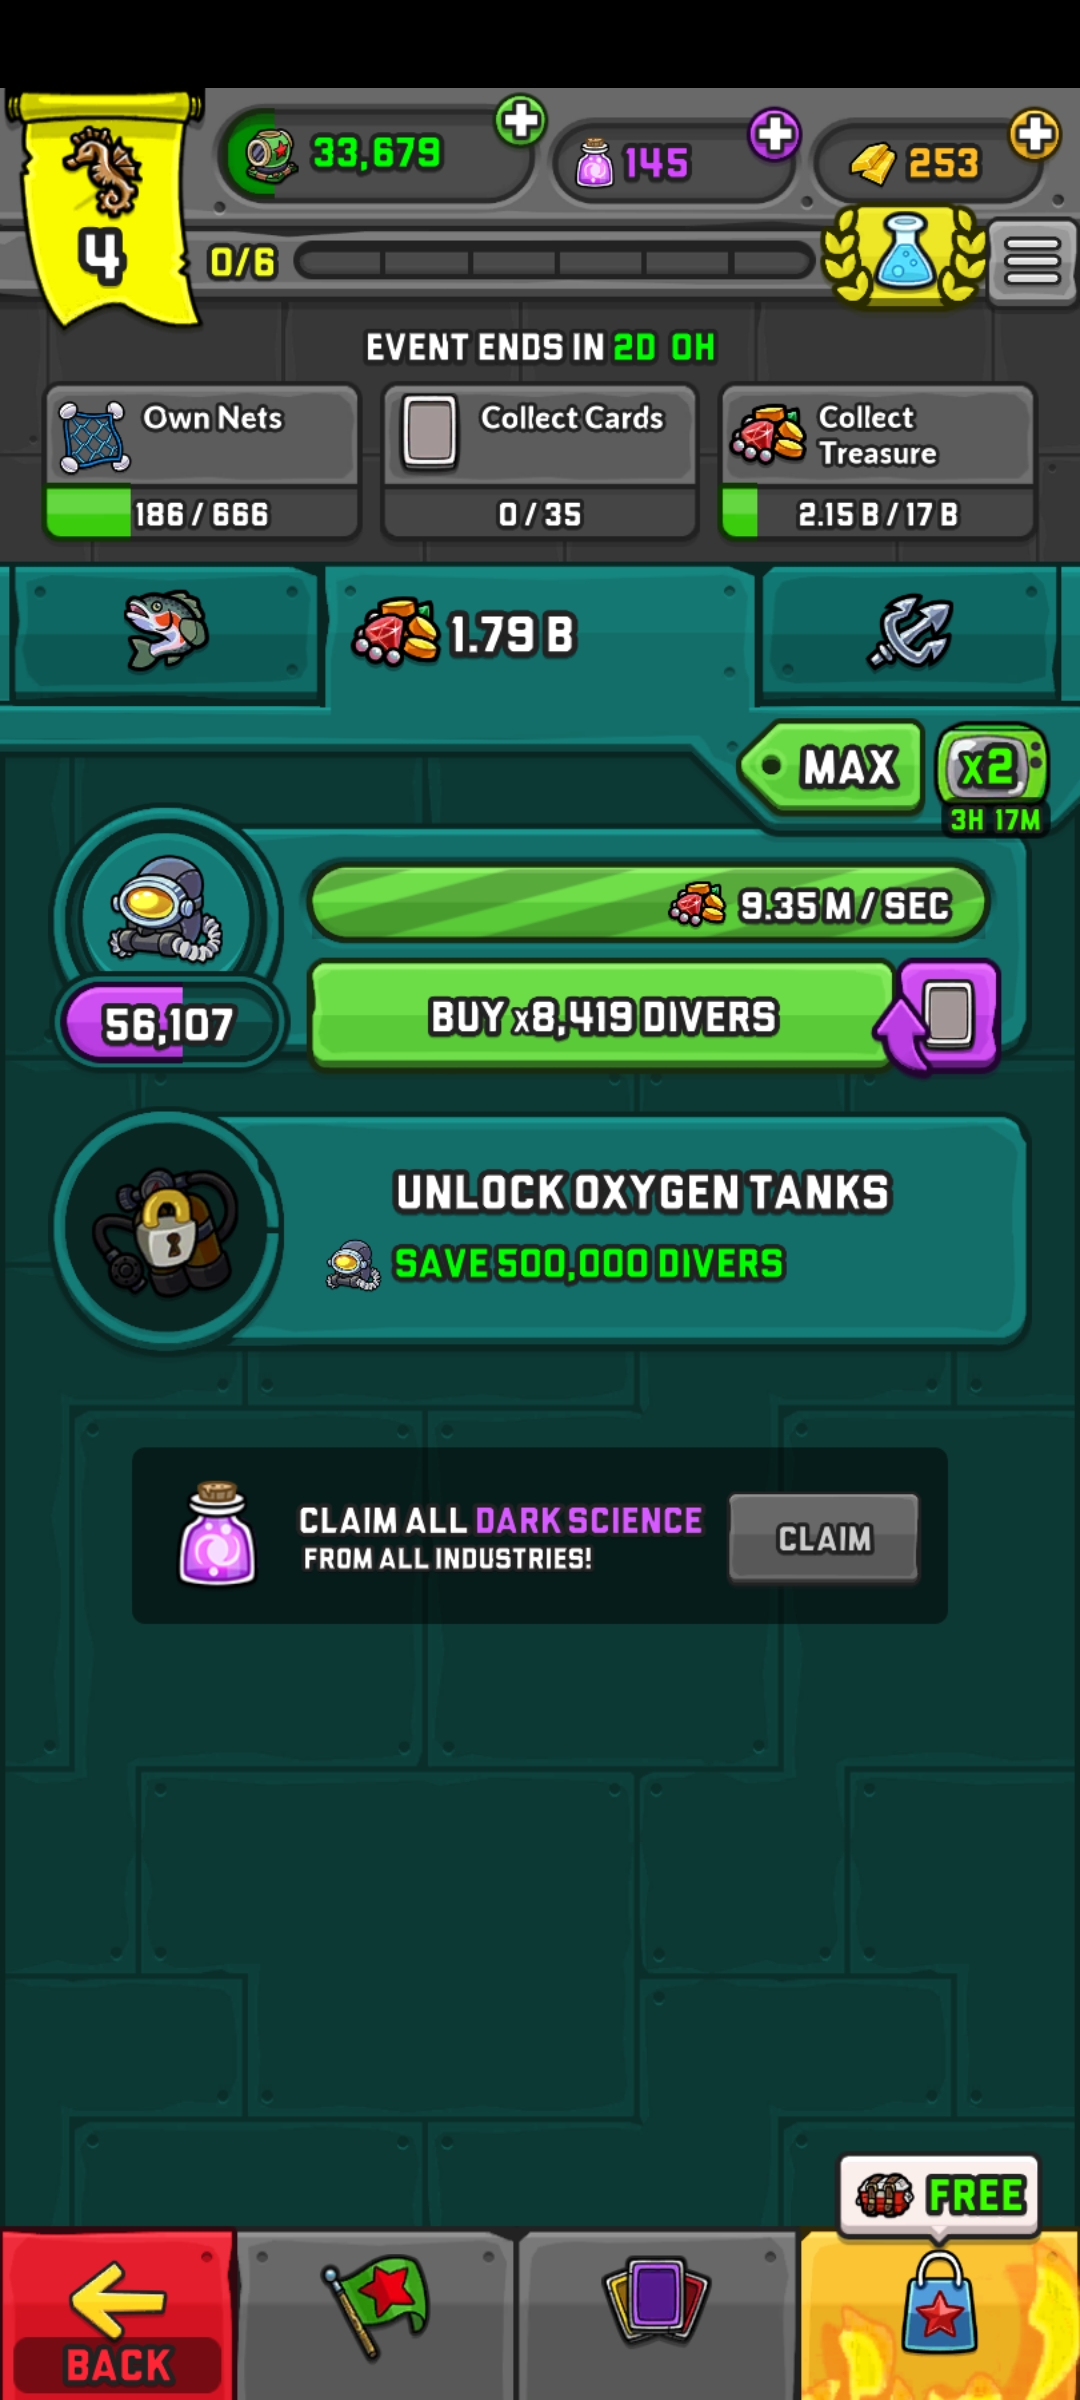 33,679
145
253
4
0/6
EVENT ENDS IN 2D 0H
Own Nets
186 / 666
Collect Cards
0 / 35
Collect
Treasure
2.15 B / 17 B
1.79 B
MAX
x2
3H 17M
9.35 M / SEC
56,107
BUY x8,419 DIVERS
UNLOCK OXYGEN TANKS
SAVE 500,000 DIVERS
CLAIM ALL DARK SCIENCE
FROM ALL INDUSTRIES!
CLAIM
FREE
BACK